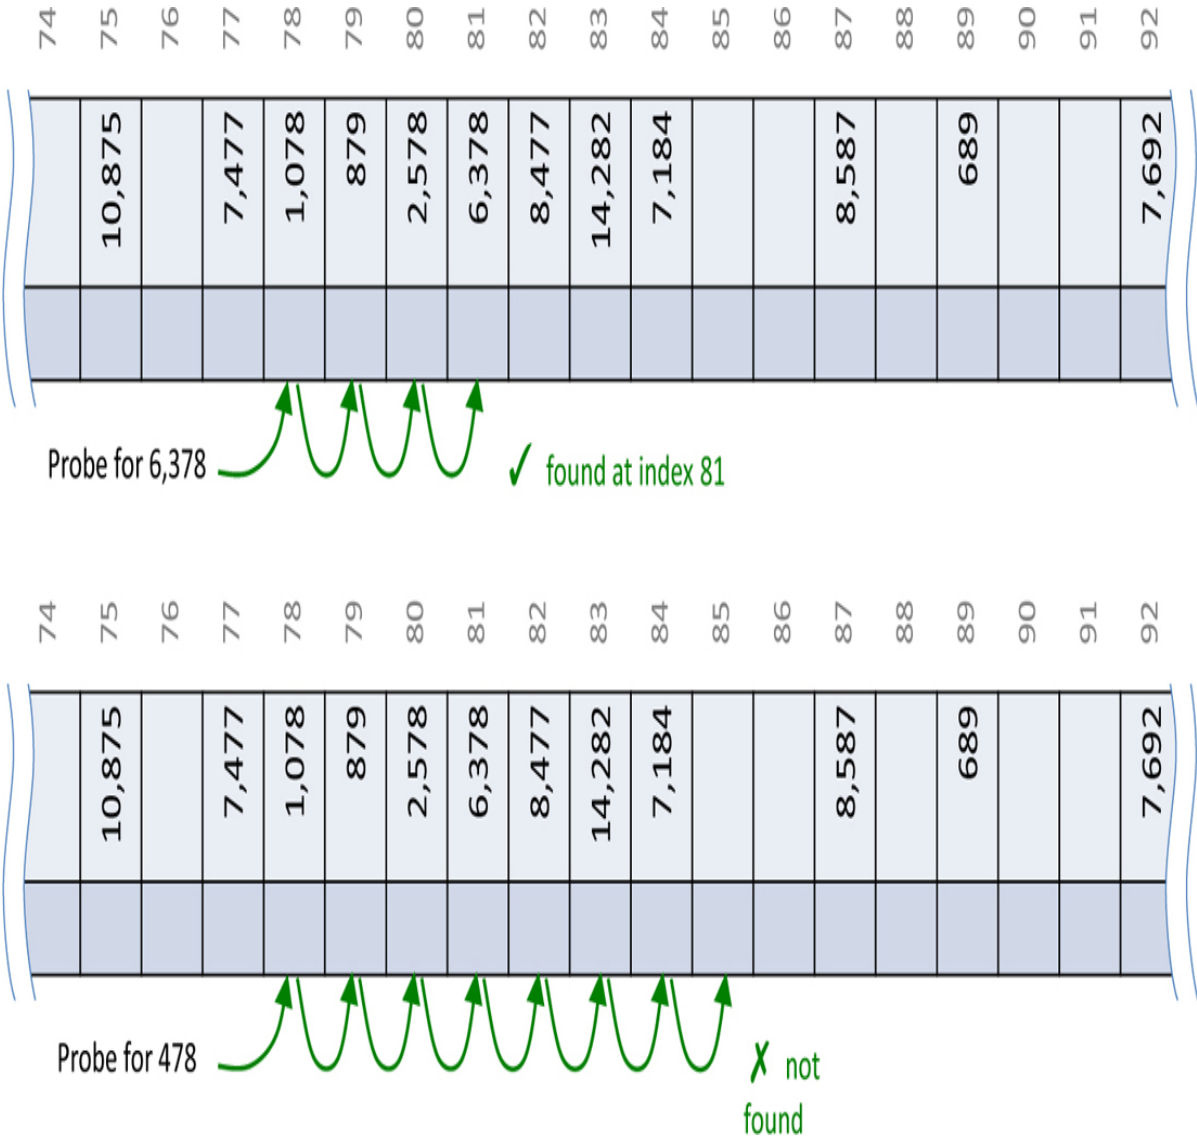 74 75 76 77 78 79 80 81 82 83 84 85 86 87 88 89 90 91 92
10,875 7,477 1,078 879 2,578 6,378 8,477 14,282 7,184 8,587 689 7,692
Probe for 6,378 ✓ found at index 81
74 75 76 77 78 79 80 81 82 83 84 85 86 87 88 89 90 91 92
10,875 7,477 1,078 879 2,578 6,378 8,477 14,282 7,184 8,587 689 7,692
Probe for 478 ✗ not
found